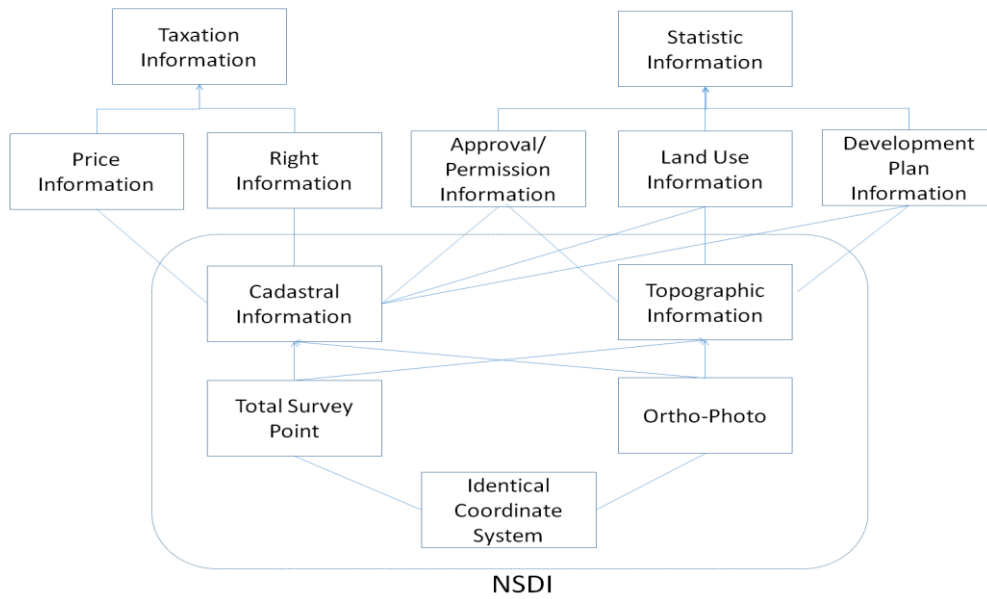 Taxation
Information
Statistic
Information
Price
Information
Right
Information
Approval/
Permission
Information
Land Use
Information
Development
Plan
Information
Cadastral
Information
Topographic
Information
Total Survey
Point
Ortho-Photo
Identical
Coordinate
System
NSDI